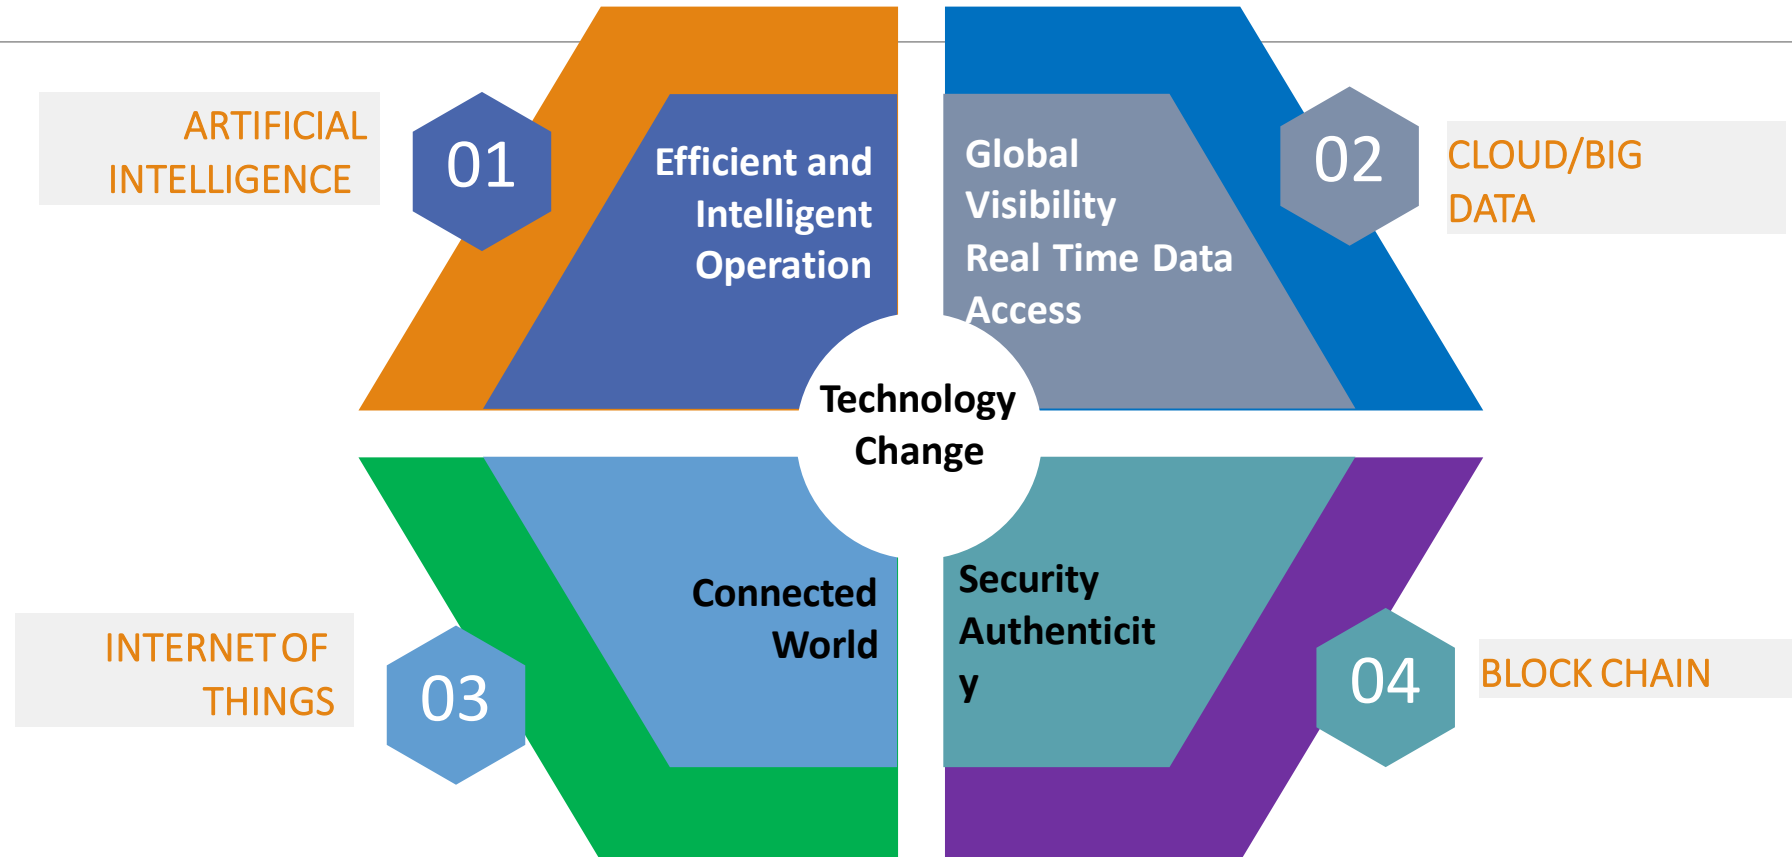 ARTIFICIAL
INTELLIGENCE
01
Efficient and
Intelligent
Operation
Global
Visibility
Real Time Data
Access
02
CLOUD/BIG
DATA
Technology
Change
INTERNET OF
THINGS
03
Connected
World
Security
Authenticit
y
04
BLOCK CHAIN